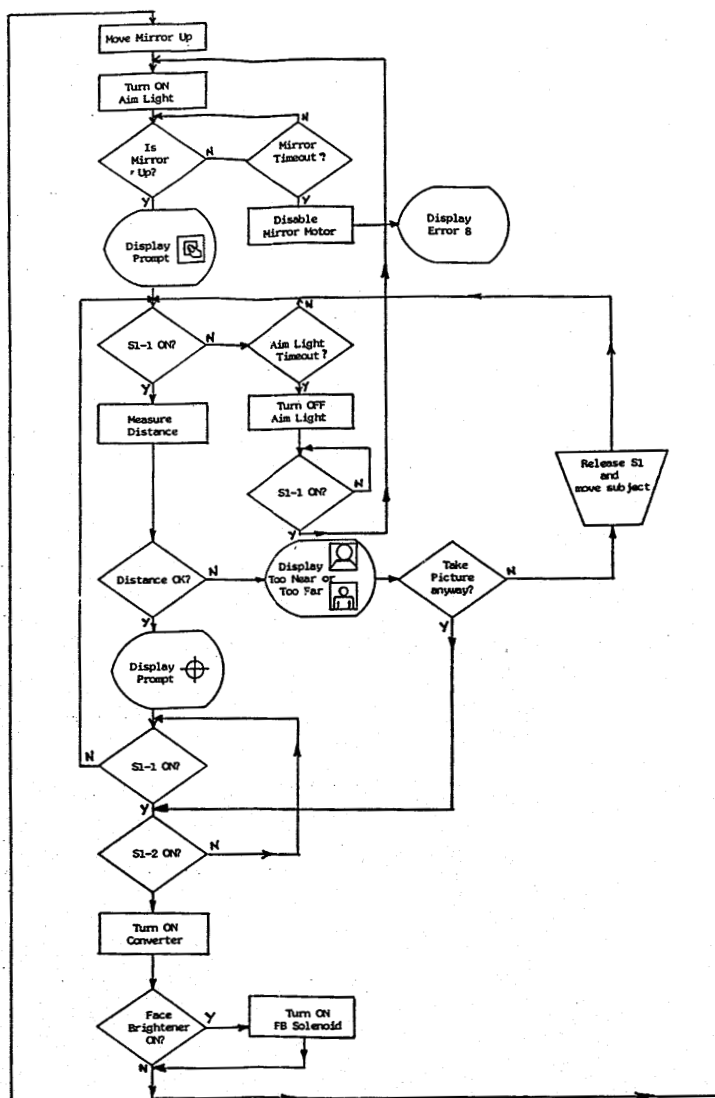 Move Mirror Up
Turn ON
Aim Light
N
Is
Mirror
Up?
N
Mirror
Timeout?
Y
Y
Display
Prompt
Disable
Mirror Motor
Display
Error 8
N
S1-1 ON?
N
Aim Light
Timeout?
Y
Y
Measure
Distance
Turn OFF
Aim Light
S1-1 ON?
N
Y
Release S1
and
move subject
Distance OK?
N
Display
Too Near or
Too Far
Take
Picture
anyway?
N
Y
Y
Display
Prompt
N
S1-1 ON?
Y
S1-2 ON?
N
Turn ON
Converter
Face
Brightener
ON?
Y
Turn ON
FB Solenoid
N